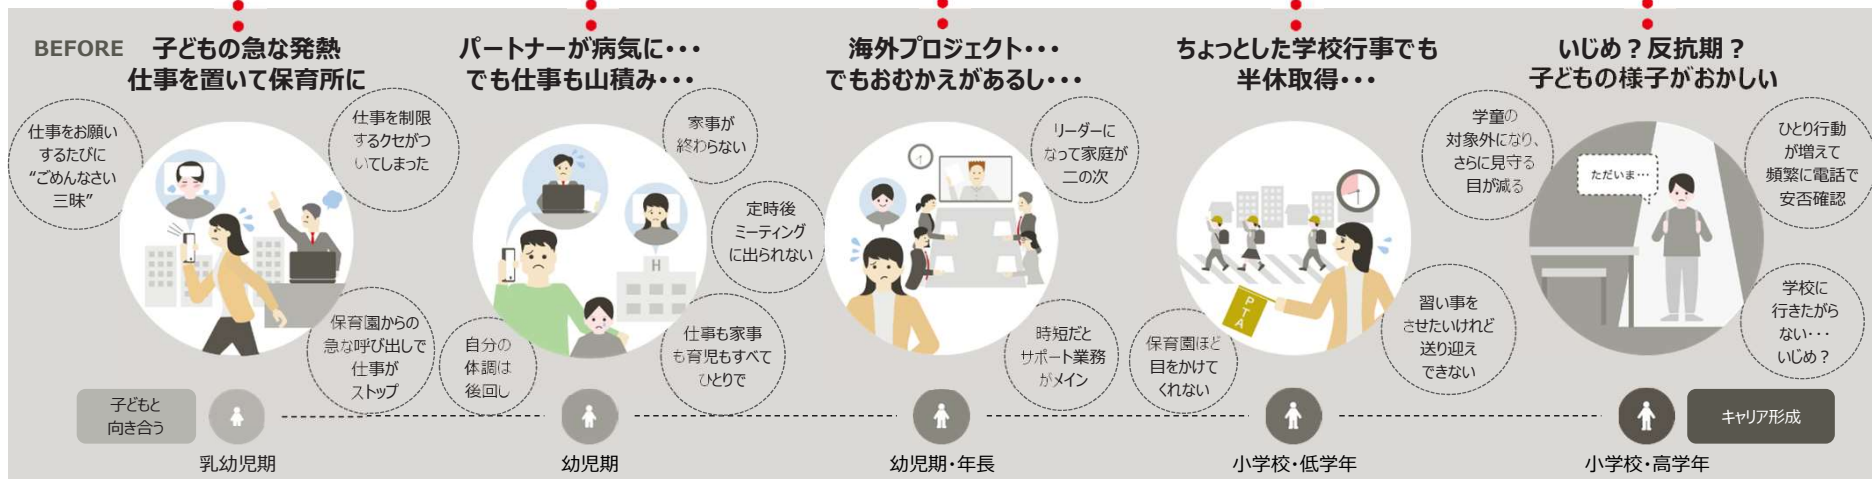 BEFORE
子どもの急な発熱
仕事を置いて保育所に
仕事をお願い
するたびに
“ごめんなさい
三昧”
仕事を制限
するクセがつ
いてしまった
保育園からの
急な呼び出しで
仕事が
ストップ
パートナーが病気に・・・
でも仕事も山積み・・・
家事が
終わらない
定時後
ミーティング
に出られない
H
自分の
体調は
後回し
仕事も家事
も育児もすべて
ひとりで
海外プロジェクト・・・
でもおむかえがあるし・・・
リーダーに
なって家庭が
二の次
時短だと
サポート業務
がメイン
ちょっとした学校行事でも
半休取得・・・
PTA
保育園ほど
目をかけて
くれない
習い事を
させたいけれど
送り迎え
できない
いじめ？反抗期？
子どもの様子がおかしい
学童の
対象外になり、
さらに見守る
目が減る
ただいま…
ひとり行動
が増えて
頻繁に電話で
安否確認
学校に
行きたがら
ない・・・
いじめ？
子どもと
向き合う
キャリア形成
乳幼児期
幼児期
幼児期・年長
小学校・低学年
小学校・高学年